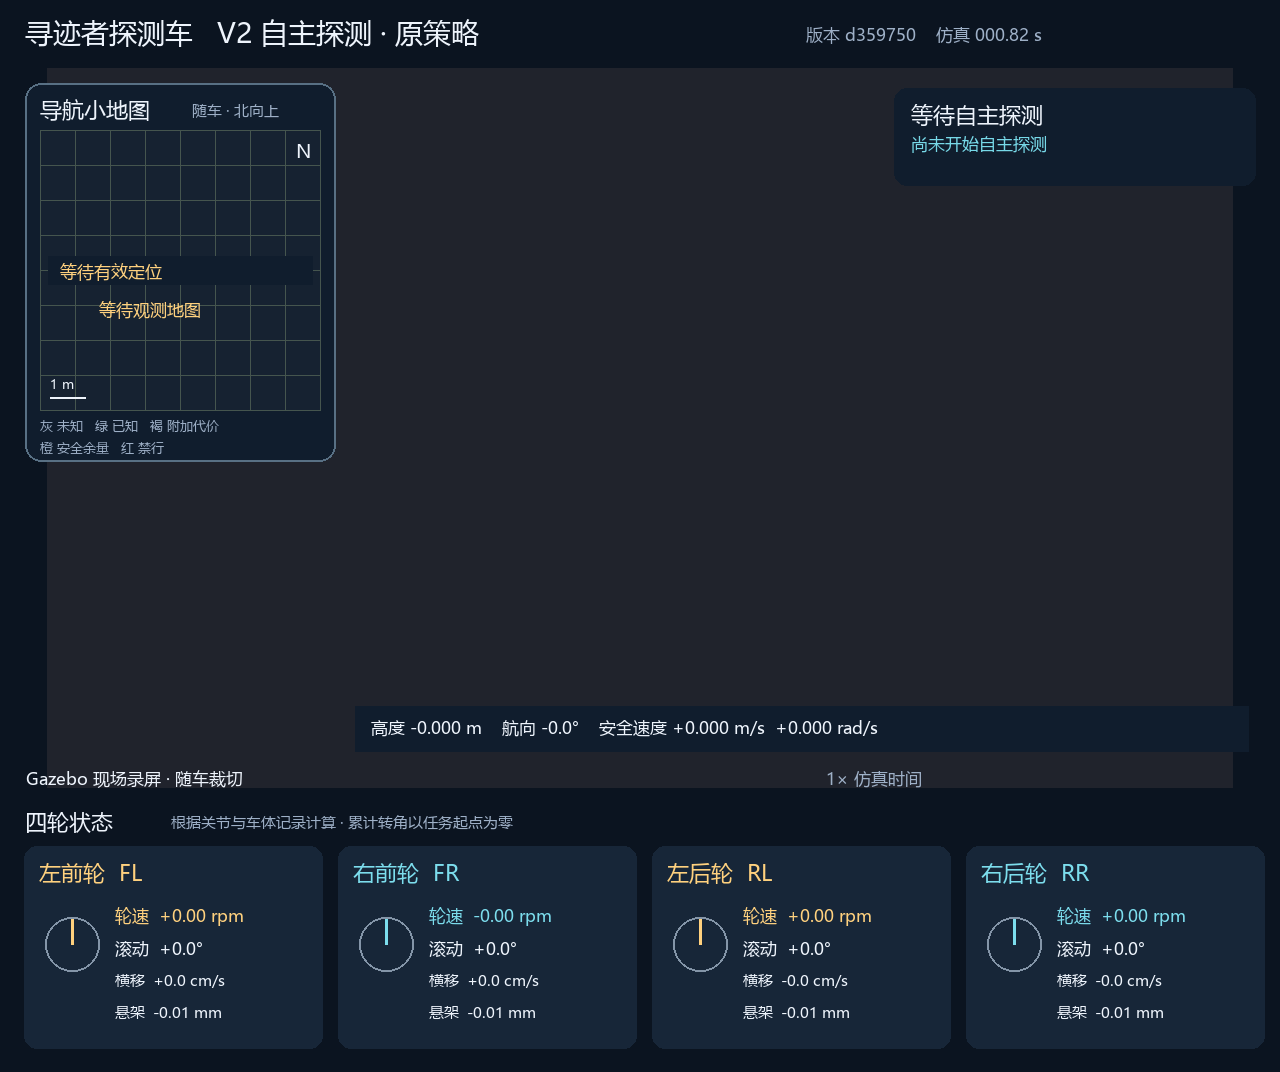 寻迹者探测车 V2 自主探测 · 原策略
版本 d359750 仿真 000.82 s
导航小地图 随车 · 北向上
N
等待有效定位
等待观测地图
1 m
灰 未知 绿 已知 褐 附加代价
橙 安全余量 红 禁行
等待自主探测
尚未开始自主探测
高度 -0.000 m 航向 -0.0° 安全速度 +0.000 m/s +0.000 rad/s
Gazebo 现场录屏 · 随车裁切
1× 仿真时间
四轮状态 根据关节与车体记录计算 · 累计转角以任务起点为零
左前轮 FL
轮速 +0.00 rpm
滚动 +0.0°
横移 +0.0 cm/s
悬架 -0.01 mm
右前轮 FR
轮速 -0.00 rpm
滚动 +0.0°
横移 +0.0 cm/s
悬架 -0.01 mm
左后轮 RL
轮速 +0.00 rpm
滚动 +0.0°
横移 -0.0 cm/s
悬架 -0.01 mm
右后轮 RR
轮速 +0.00 rpm
滚动 +0.0°
横移 -0.0 cm/s
悬架 -0.01 mm